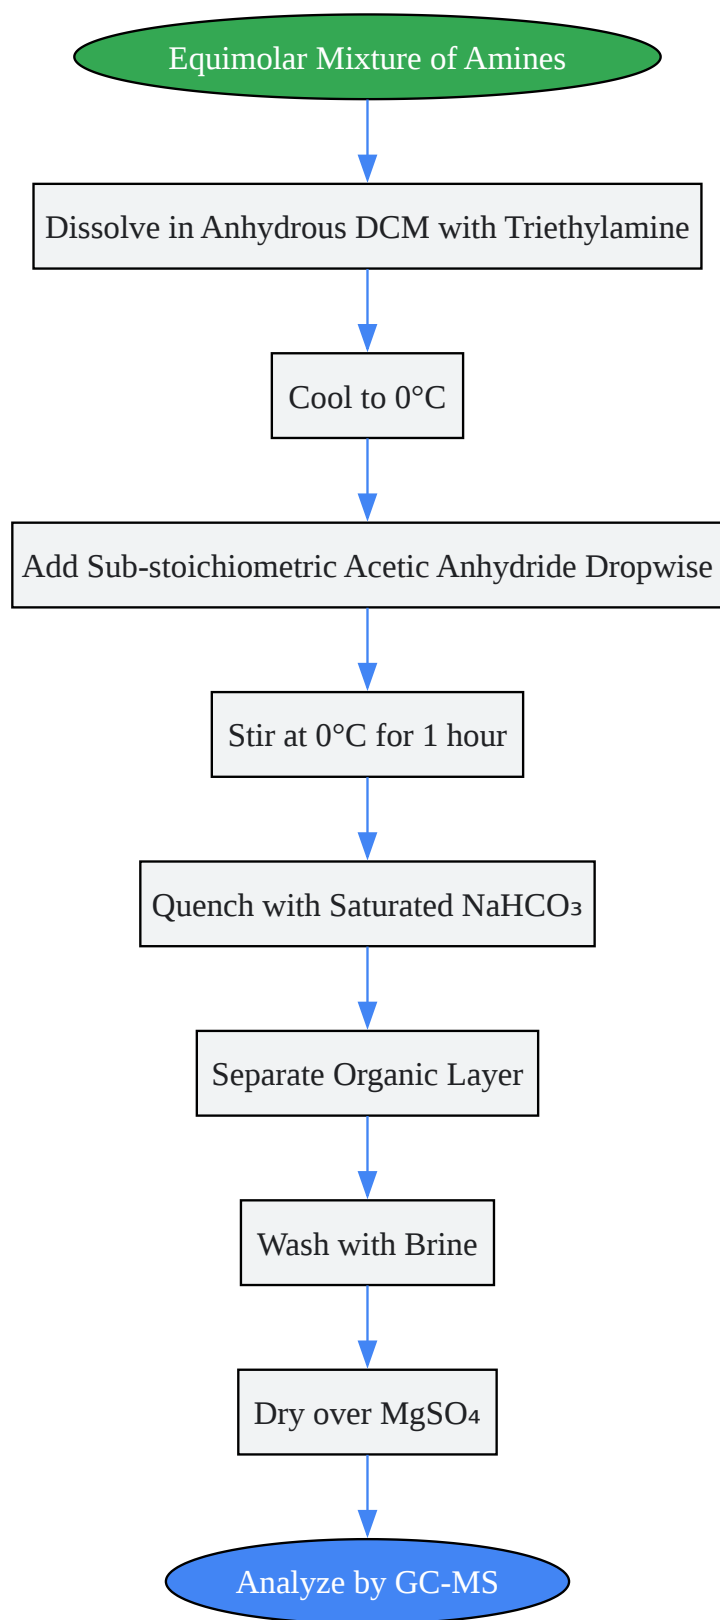 Equimolar Mixture of Amines
Dissolve in Anhydrous DCM with Triethylamine
Cool to 0°C
Add Sub-stoichiometric Acetic Anhydride Dropwise
Stir at 0°C for 1 hour
Quench with Saturated NaHCO₃
Separate Organic Layer
Wash with Brine
Dry over MgSO₄
Analyze by GC-MS